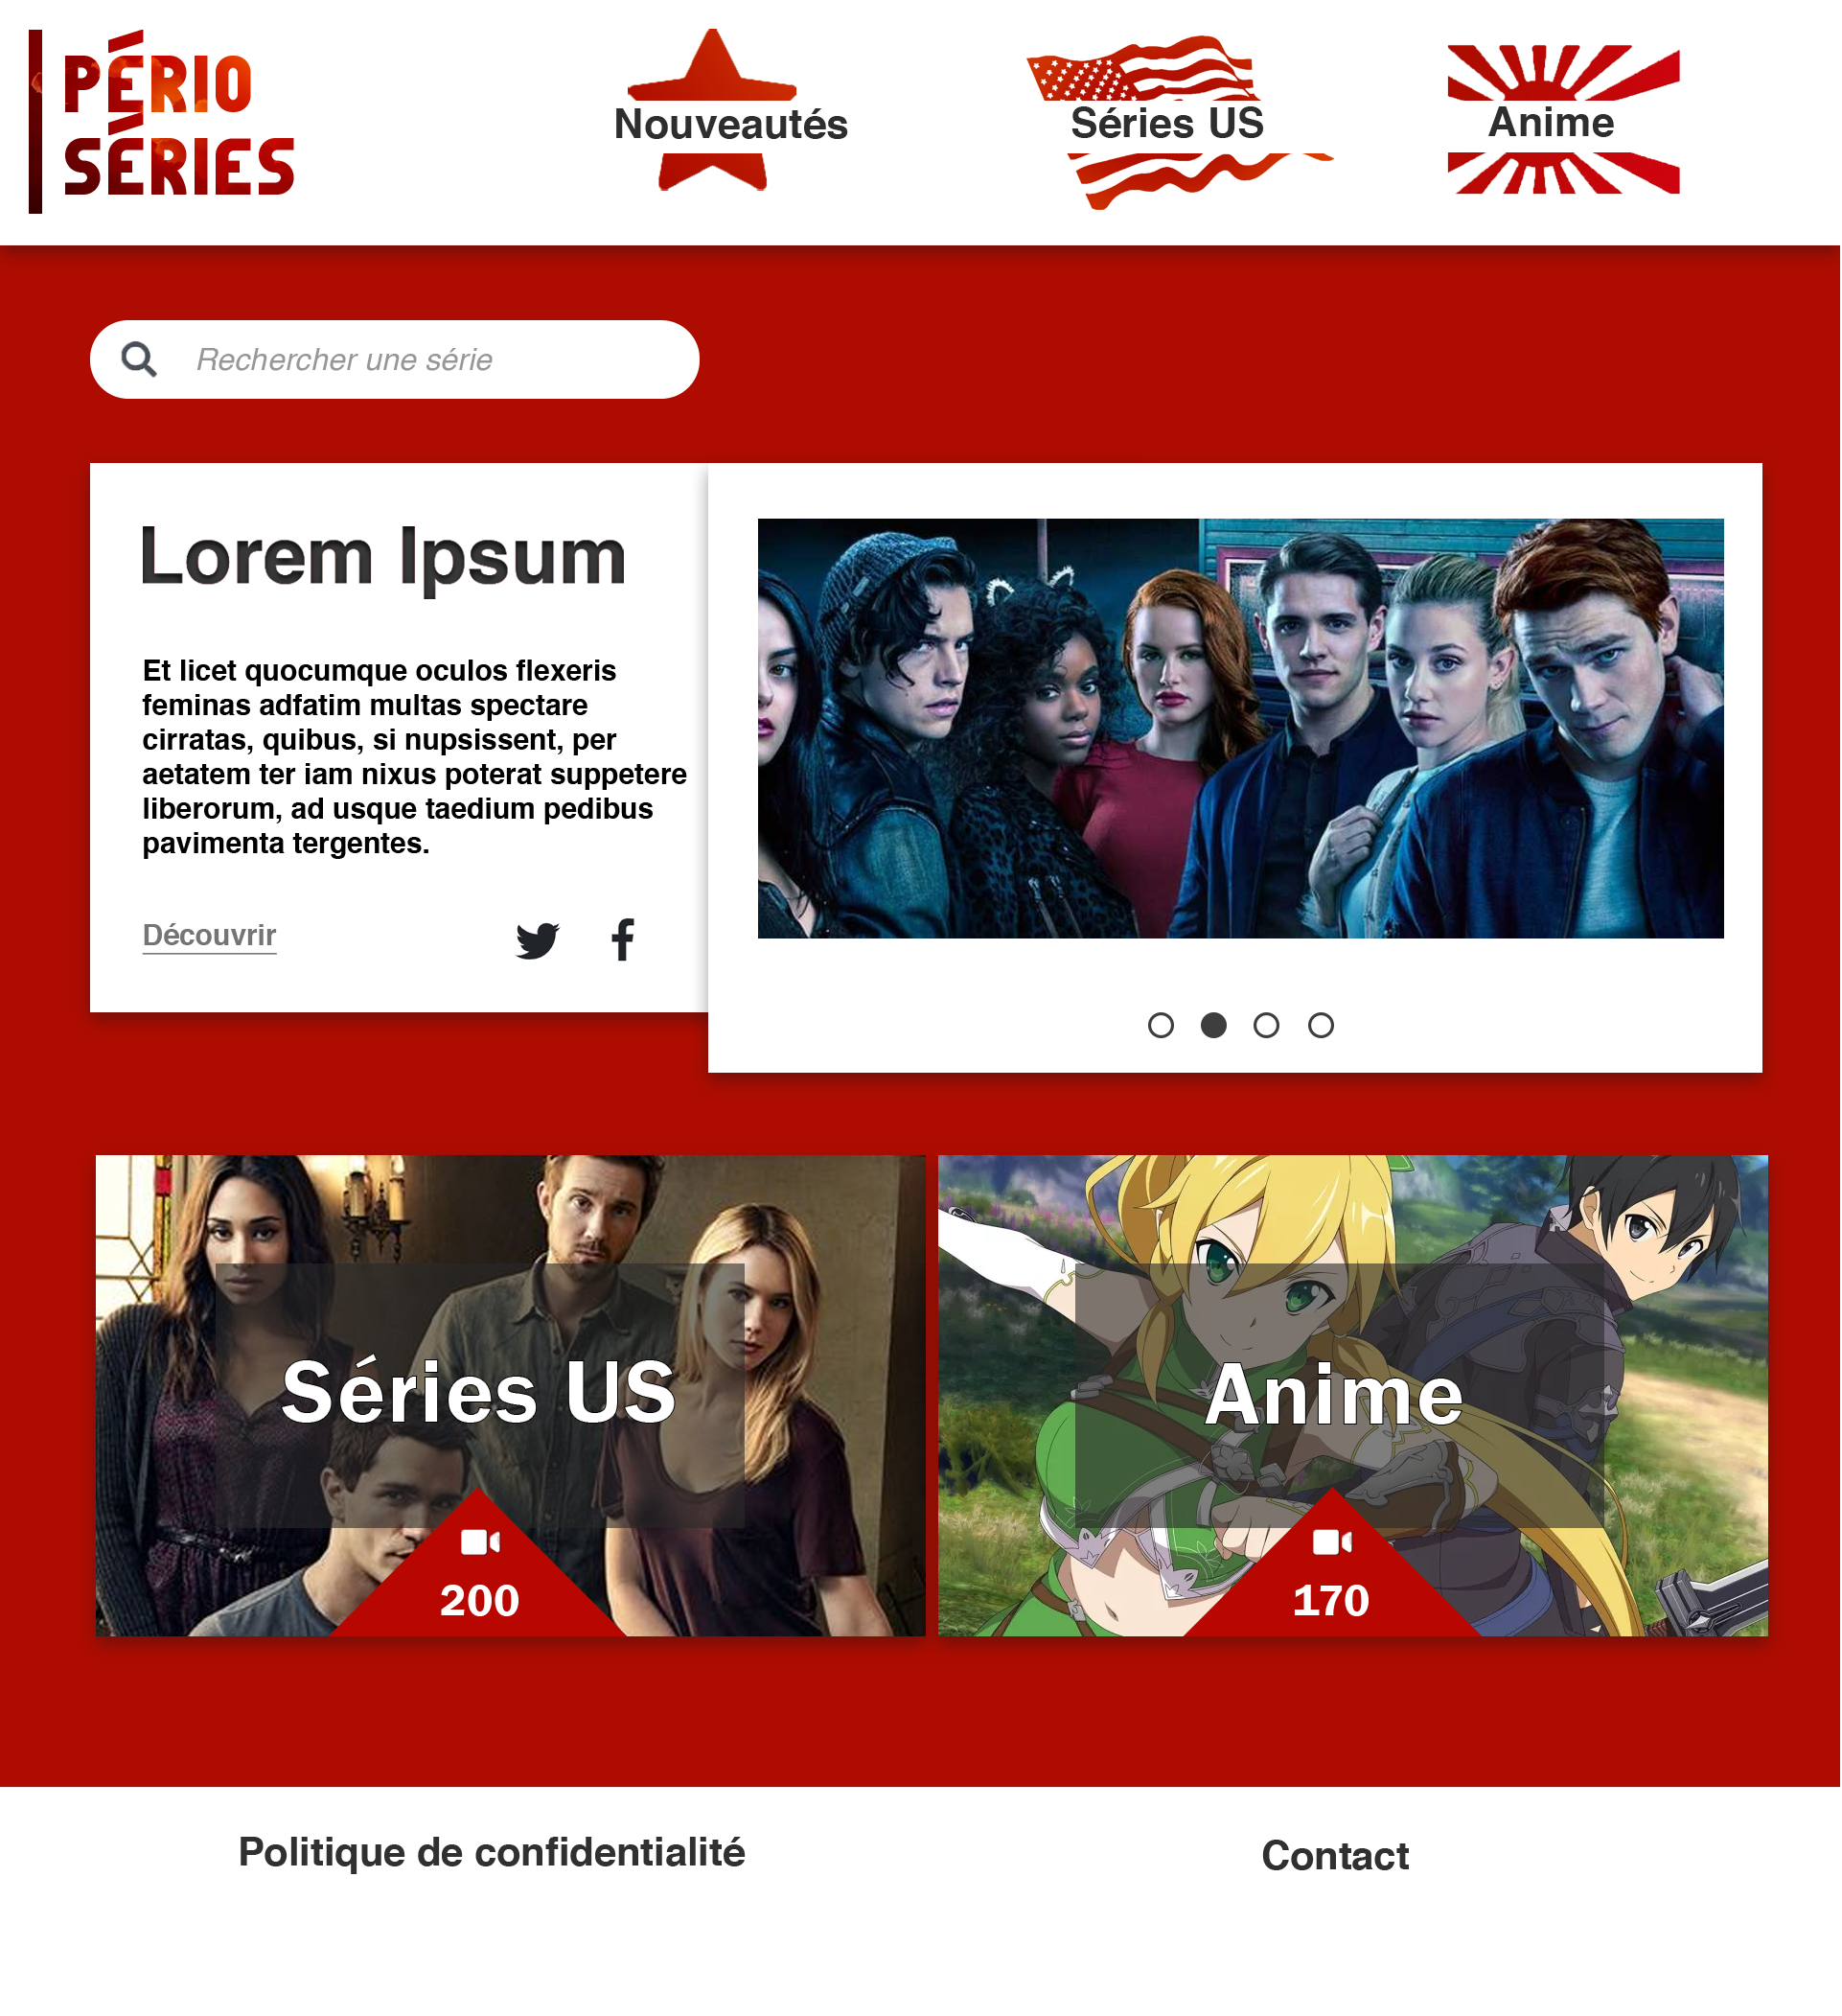 PÉRIO
SÉRIES
Nouveautés
Séries US
Anime
Rechercher une série
Lorem Ipsum
Et licet quocumque oculos flexeris
feminas adfatim multas spectare
cirratas, quibus, si nupsissent, per
aetatem ter iam nixus poterat suppetere
liberorum, ad usque taedium pedibus
pavimenta tergentes.
Découvrir
Séries US
200
Anime
170
Politique de confidentialité
Contact